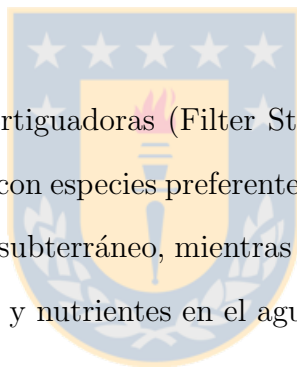 rtiguadoras (Filter St
con especies preferente
subterráneo, mientras
y nutrientes en el agu